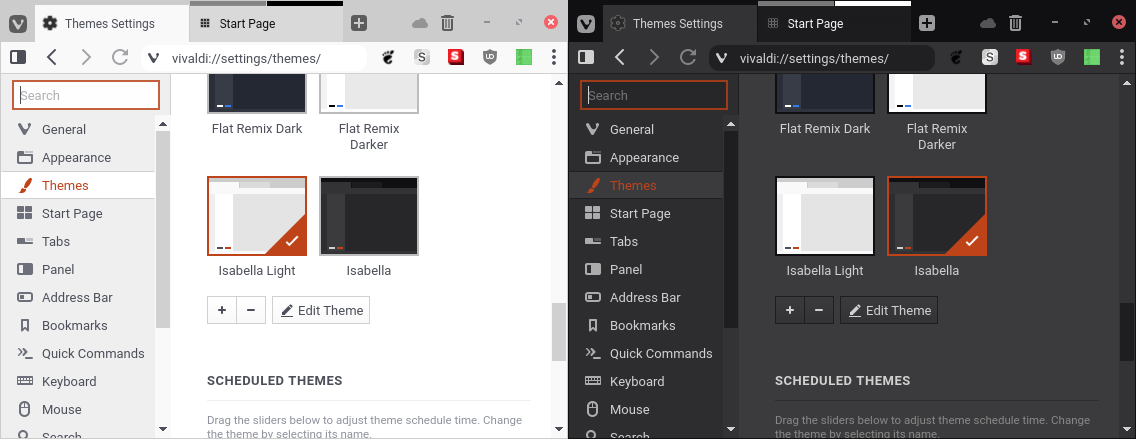 Themes Settings
Start Page
vivaldi://settings/themes/
Search
General
Appearance
Themes
Start Page
Tabs
Panel
Address Bar
Bookmarks
Quick Commands
Keyboard
Mouse
Search
Flat Remix Dark
Flat Remix
Darker
Isabella Light
Isabella
+
−
Edit Theme
SCHEDULED THEMES
Drag the sliders below to adjust theme schedule time. Change
the theme by selecting its name.
Themes Settings
Start Page
vivaldi://settings/themes/
Search
General
Appearance
Themes
Start Page
Tabs
Panel
Address Bar
Bookmarks
Quick Commands
Keyboard
Mouse
Search
Flat Remix Dark
Flat Remix
Darker
Isabella Light
Isabella
+
−
Edit Theme
SCHEDULED THEMES
Drag the sliders below to adjust theme schedule time. Change
the theme by selecting its name.